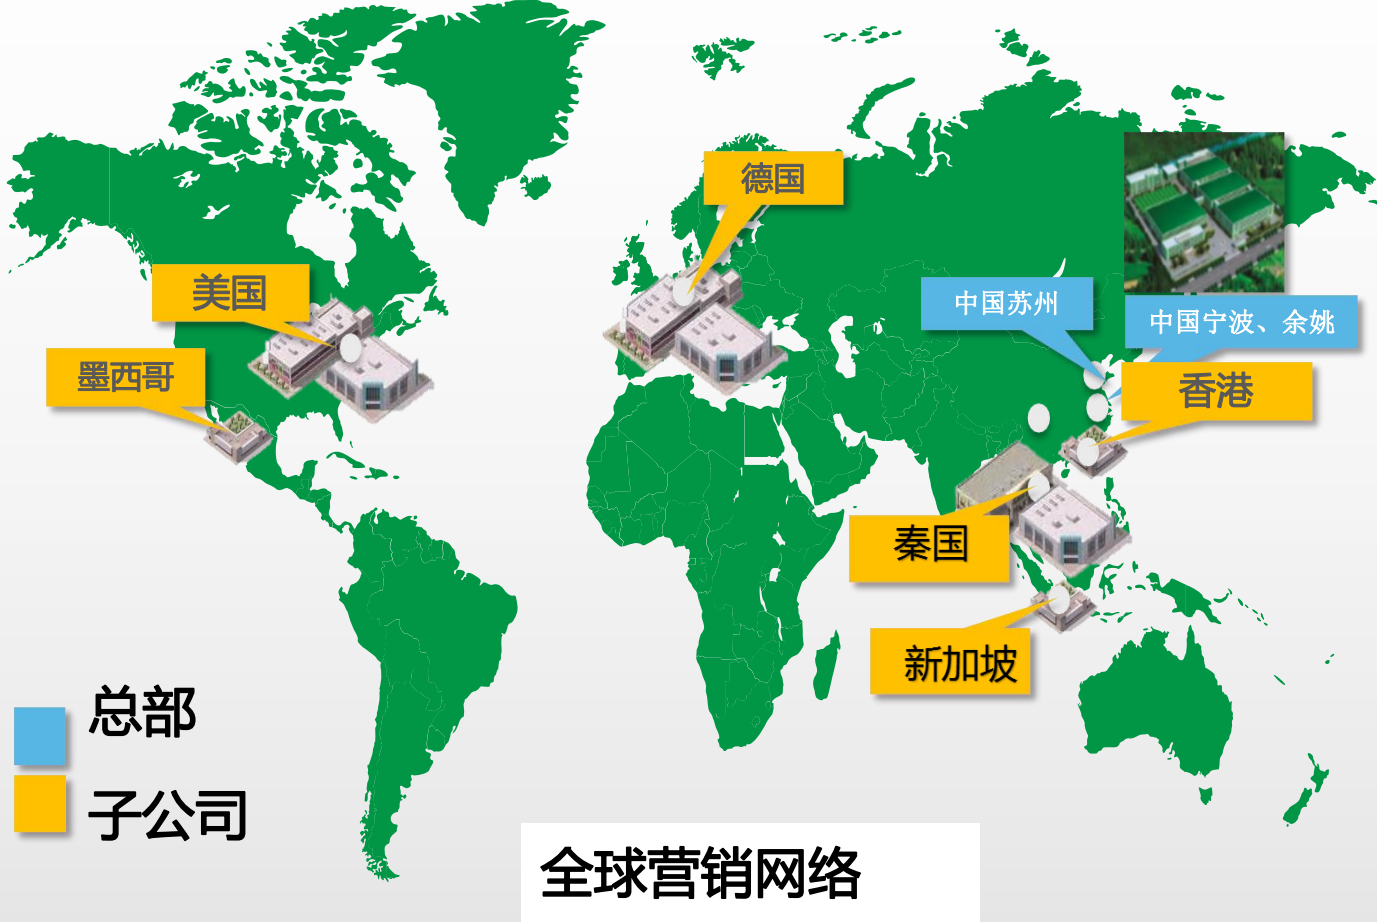 德国
美国
中国苏州
中国宁波、余姚
墨西哥
香港
秦国
新加坡
总部
子公司
全球营销网络